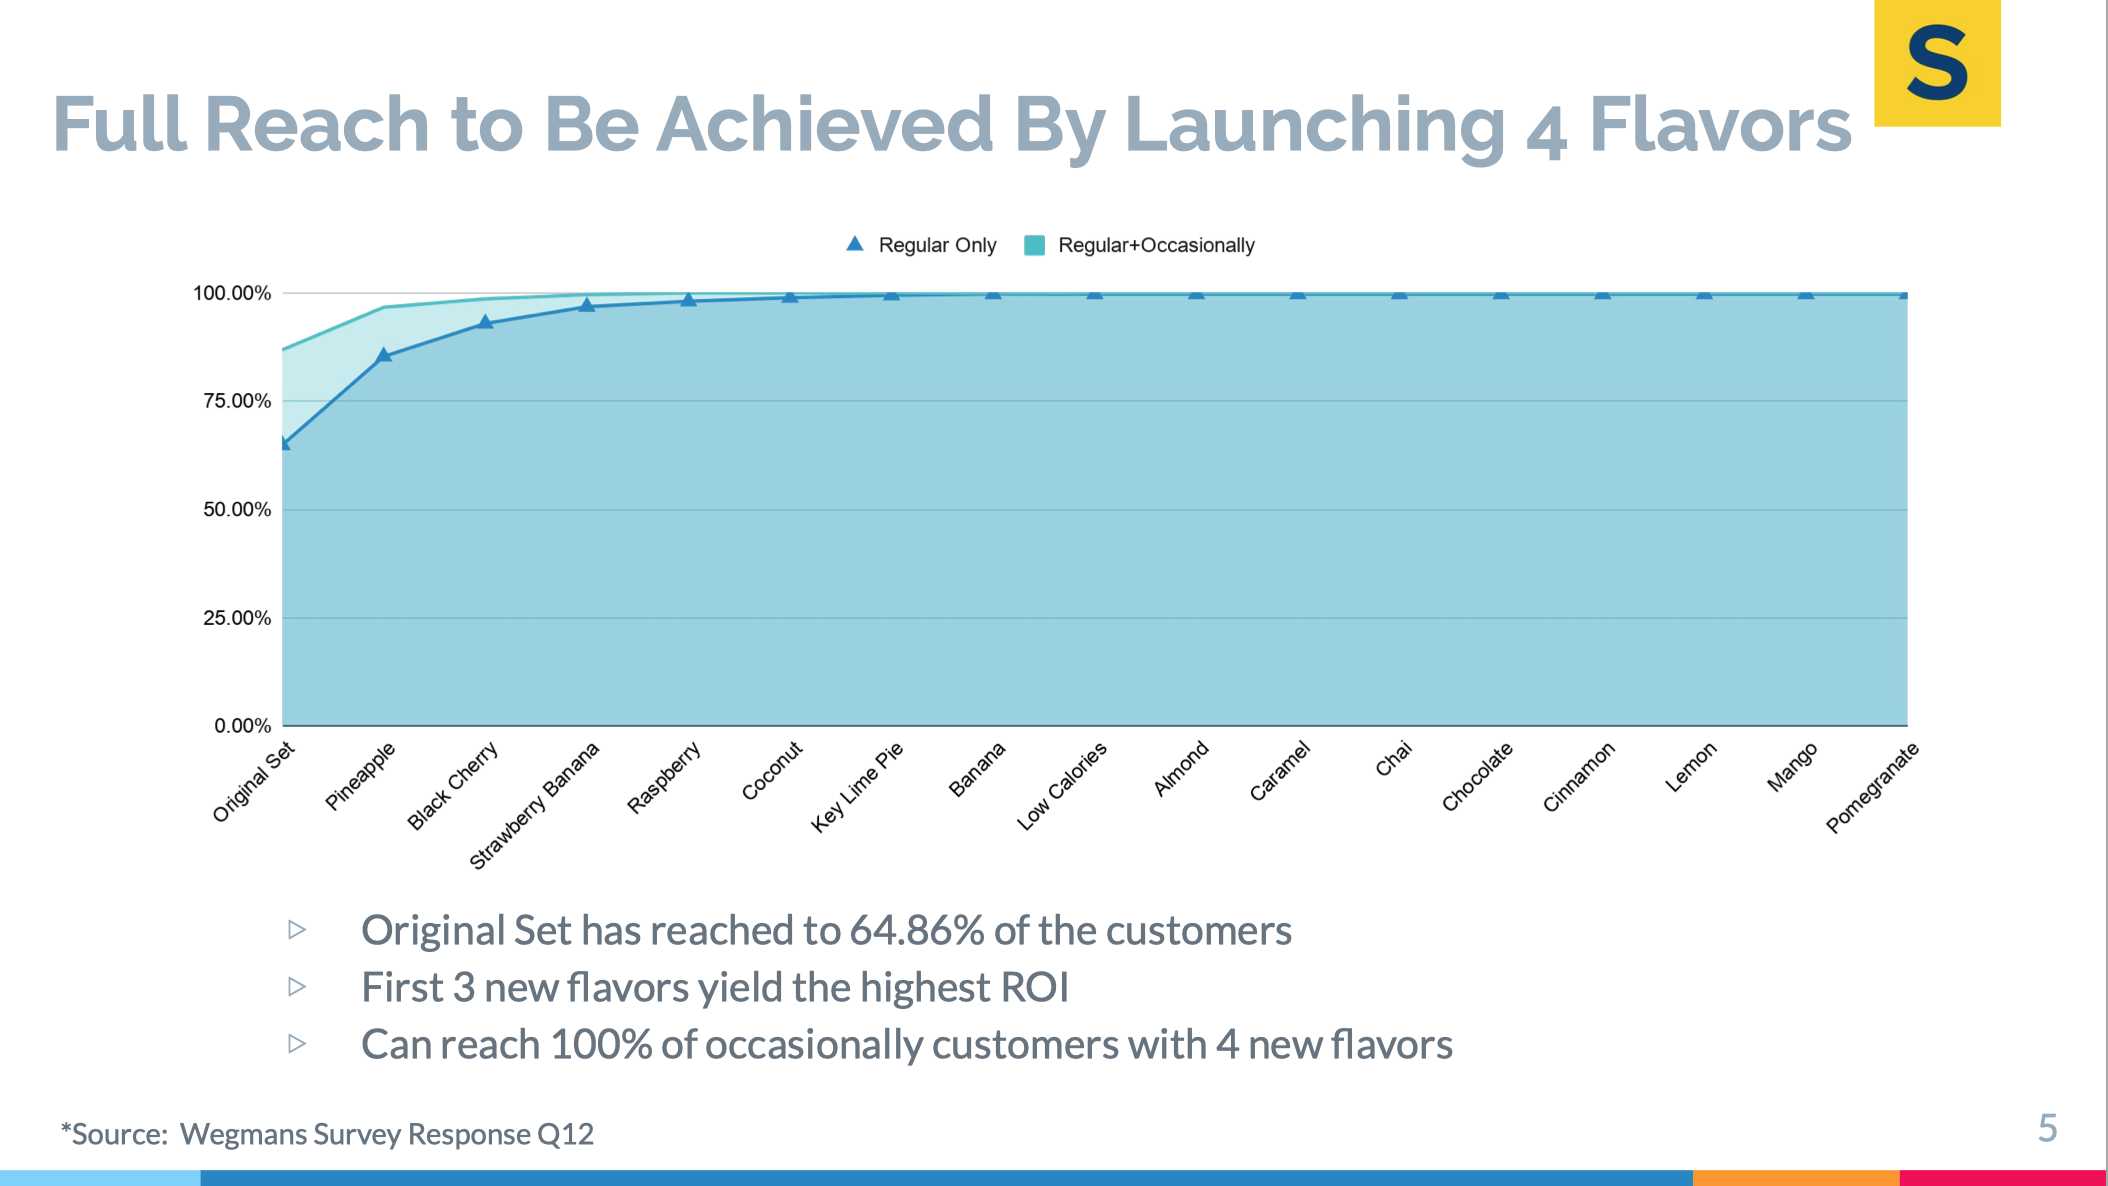 S
Full Reach to Be Achieved By Launching 4 Flavors
Regular Only
Regular+Occasionally
100.00%
75.00%
50.00%
25.00%
0.00%
Original Set
Pineapple
Black Cherry
Strawberry Banana
Raspberry
Coconut
Key Lime Pie
Banana
Low Calories
Almond
Caramel
Chai
Chocolate
Cinnamon
Lemon
Mango
Pomegranate
Original Set has reached to 64.86% of the customers
First 3 new flavors yield the highest ROI
Can reach 100% of occasionally customers with 4 new flavors
*Source: Wegmans Survey Response Q12
5